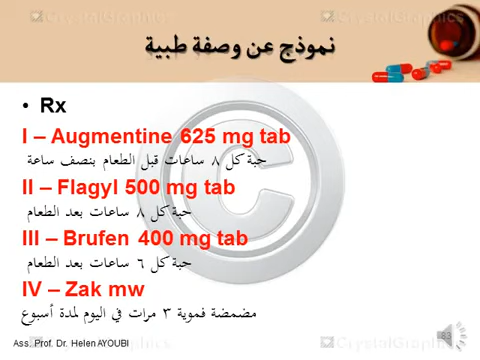 CrystalGraphics
نموذج عن وصفة طبية
• Rx
I – Augmentine 625 mg tab
حبة كل ٨ ساعات قبل الطعام بنصف ساعة
II – Flagyl 500 mg tab
حبة كل ٨ ساعات بعد الطعام
III – Brufen 400 mg tab
حبة كل ٦ ساعات بعد الطعام
IV – Zak mw
مضمضة فموية ٣ مرات في اليوم لمدة أسبوع
Ass. Prof. Dr. Helen AYOUBI
CrystalGraphics